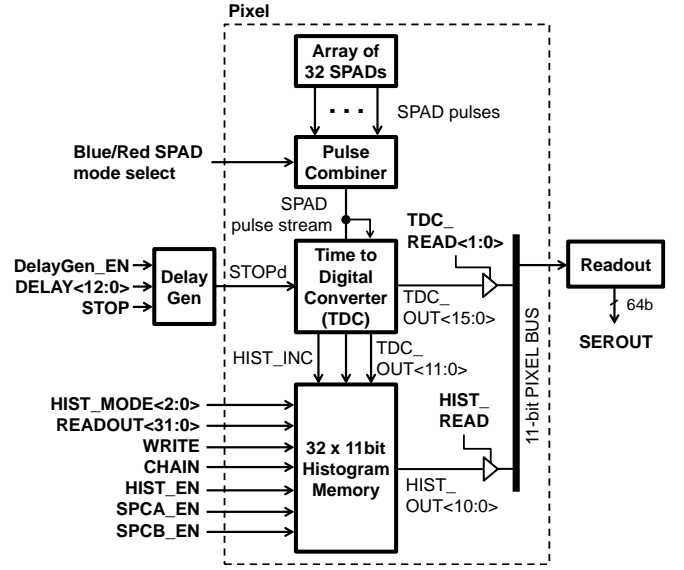 Pixel
Array of
32 SPADs
SPAD pulses
Blue/Red SPAD
mode select
Pulse
Combiner
SPAD
pulse stream
TDC_
READ<1:0>
DelayGen_EN
DELAY<12:0>
STOP
Delay
Gen
STOPd
Time to
Digital
Converter
(TDC)
TDC_
OUT<15:0>
Readout
64b
SEROUT
HIST_INC
TDC_
OUT<11:0>
11-bit PIXEL BUS
HIST_MODE<2:0>
READOUT<31:0>
WRITE
CHAIN
HIST_EN
SPCA_EN
SPCB_EN
32 x 11bit
Histogram
Memory
HIST_
READ
HIST_
OUT<10:0>